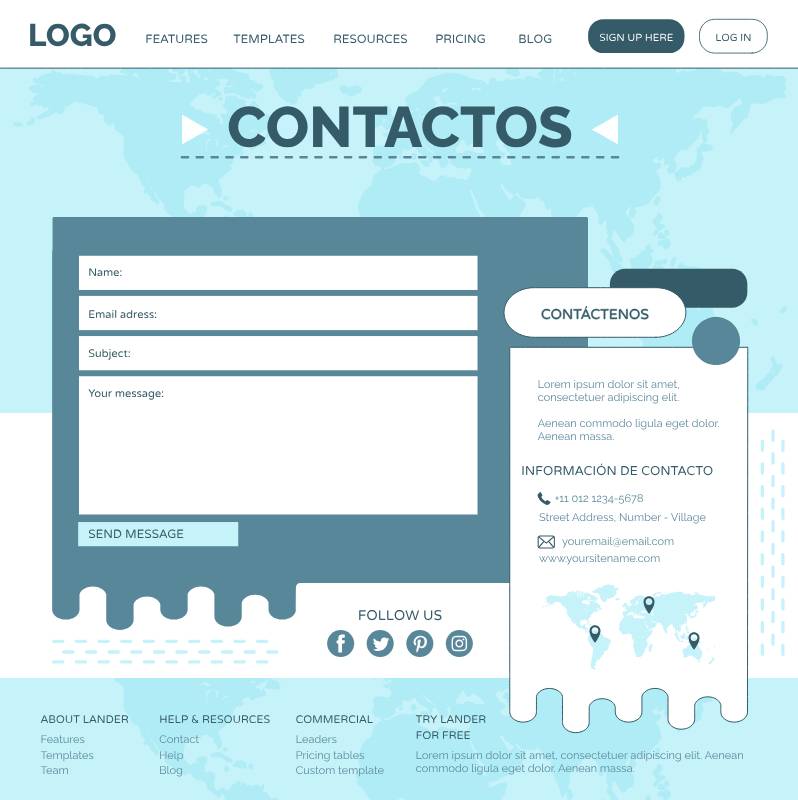 LOGO
FEATURES
TEMPLATES
RESOURCES
PRICING
BLOG
SIGN UP HERE
LOG IN
CONTACTOS
Name:
Email adress:
Subject:
Your message:
SEND MESSAGE
CONTÁCTENOS
Lorem ipsum dolor sit amet,
consectetuer adipiscing elit.
Aenean commodo ligula eget dolor.
Aenean massa.
INFORMACIÓN DE CONTACTO
+11 012 1234-5678
Street Address, Number - Village
youremail@email.com
www.yoursitename.com
FOLLOW US
ABOUT LANDER
Features
Templates
Team
HELP & RESOURCES
Contact
Help
Blog
COMMERCIAL
Leaders
Pricing tables
Custom template
TRY LANDER
FOR FREE
Lorem ipsum dolor sit amet, consectetuer adipiscing elit. Aenean
commodo ligula eget dolor. Aenean massa.